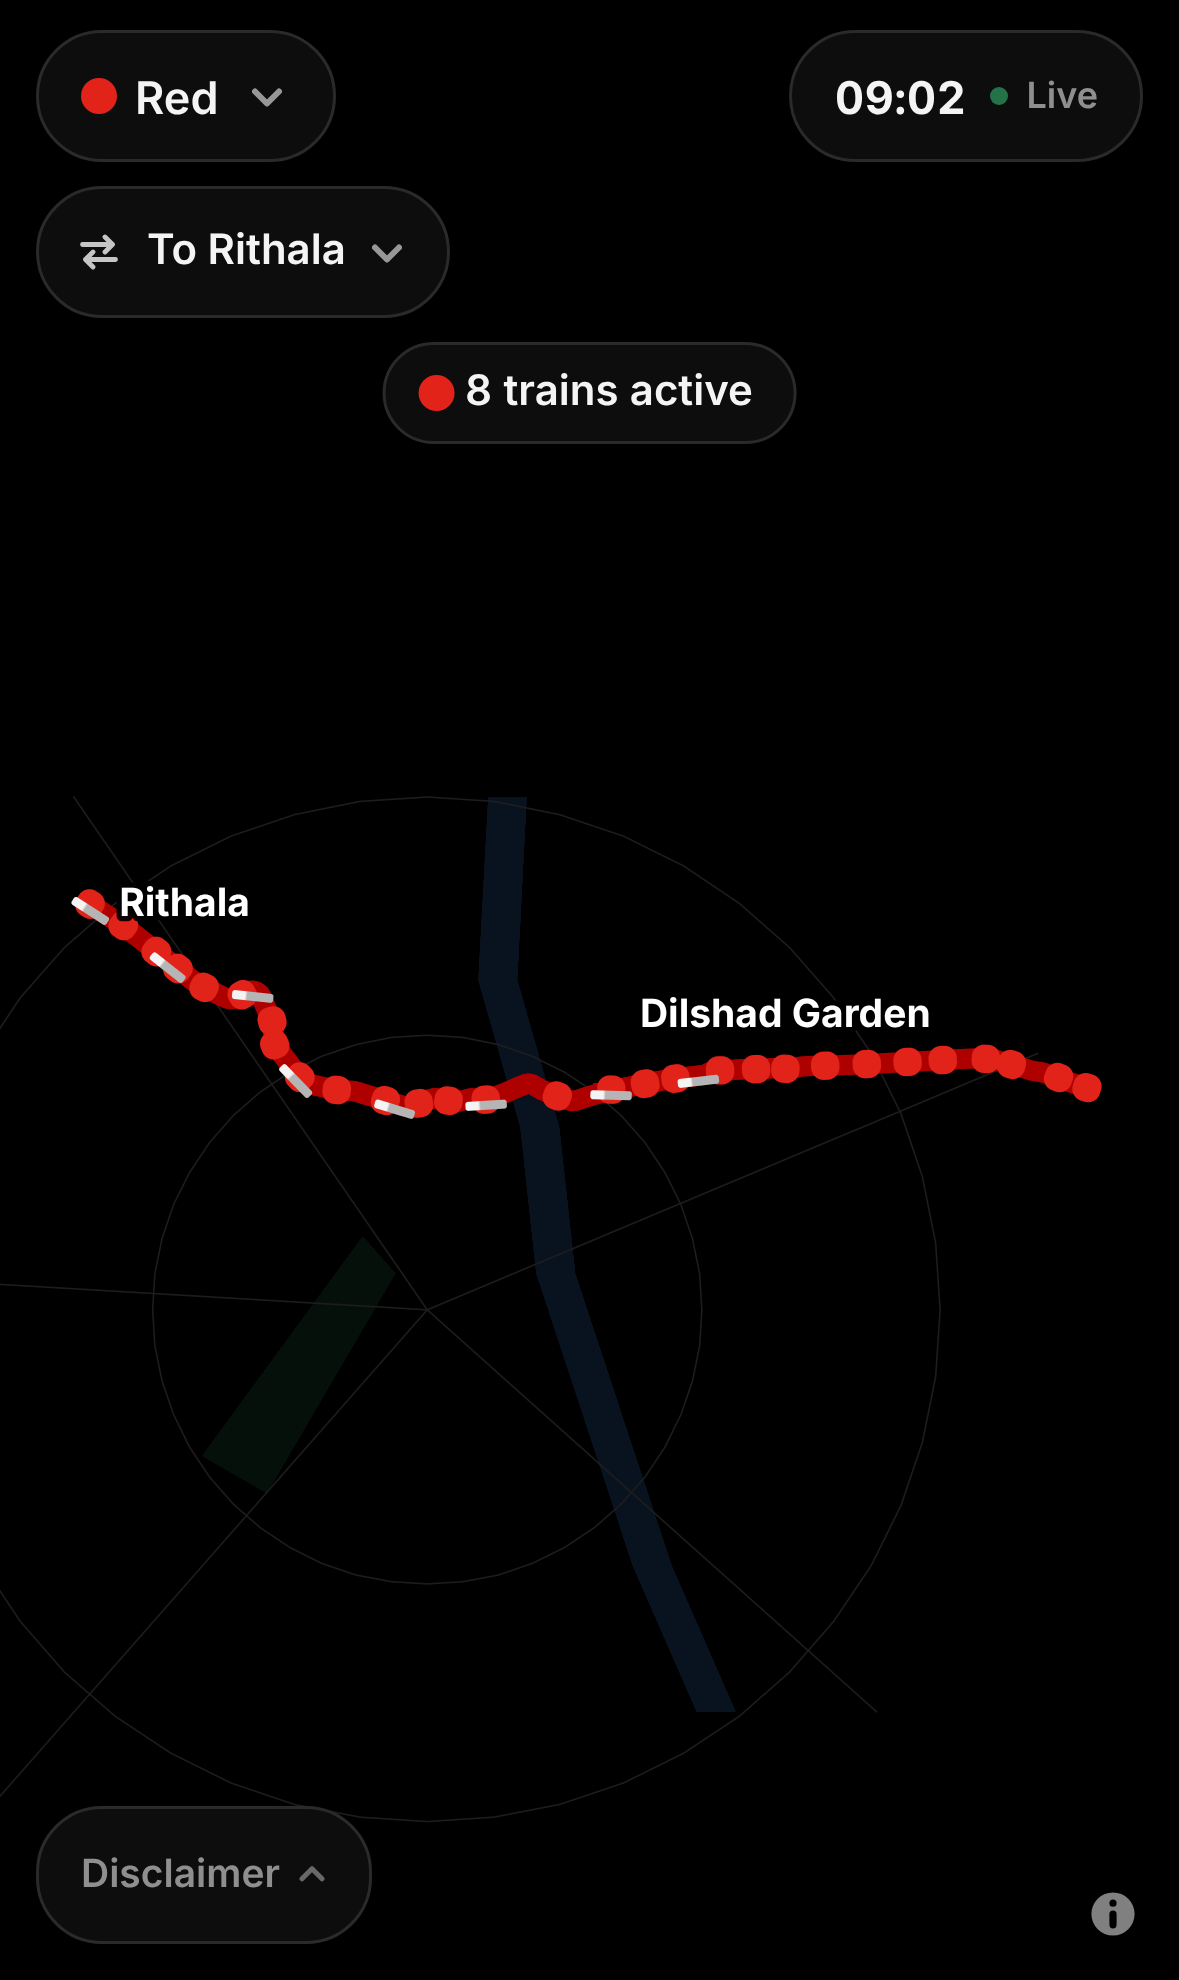 Red
09:02 Live
To Rithala
8 trains active
Rithala
Dilshad Garden
Disclaimer